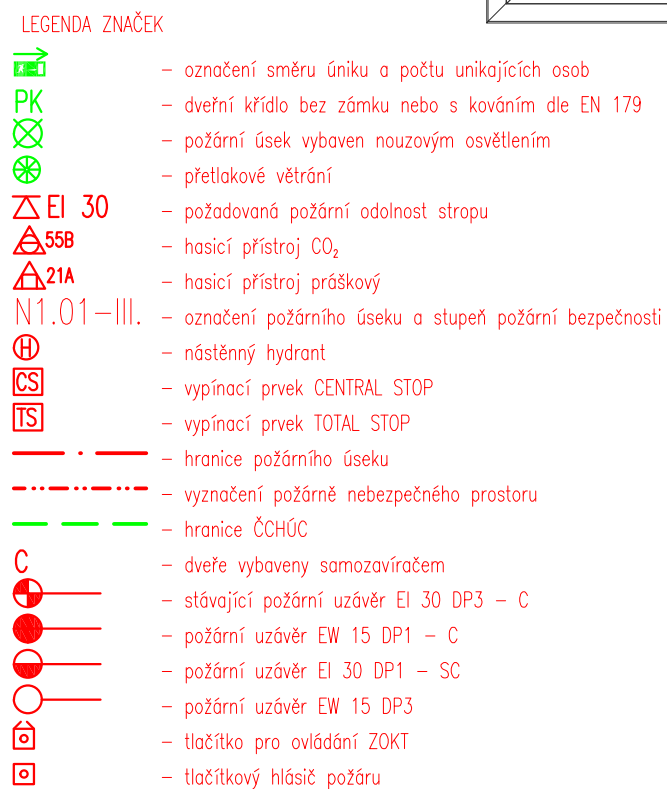 LEGENDA ZNAČEK
– označení směru úniku a počtu unikajících osob
PK – dveřní křídlo bez zámku nebo s kováním dle EN 179
– požární úsek vybaven nouzovým osvětlením
– přetlakové větrání
EI 30 – požadovaná požární odolnost stropu
55B – hasicí přístroj CO₂
21A – hasicí přístroj práškový
N1.01–III. – označení požárního úseku a stupeň požární bezpečnosti
H – nástěnný hydrant
CS – vypínací prvek CENTRAL STOP
TS – vypínací prvek TOTAL STOP
– hranice požárního úseku
– vyznačení požárně nebezpečného prostoru
– hranice ČCHÚC
C – dveře vybaveny samozavíračem
– stávající požární uzávěr EI 30 DP3 – C
– požární uzávěr EW 15 DP1 – C
– požární uzávěr EI 30 DP1 – SC
– požární uzávěr EW 15 DP3
– tlačítko pro ovládání ZOKT
– tlačítkový hlásič požáru